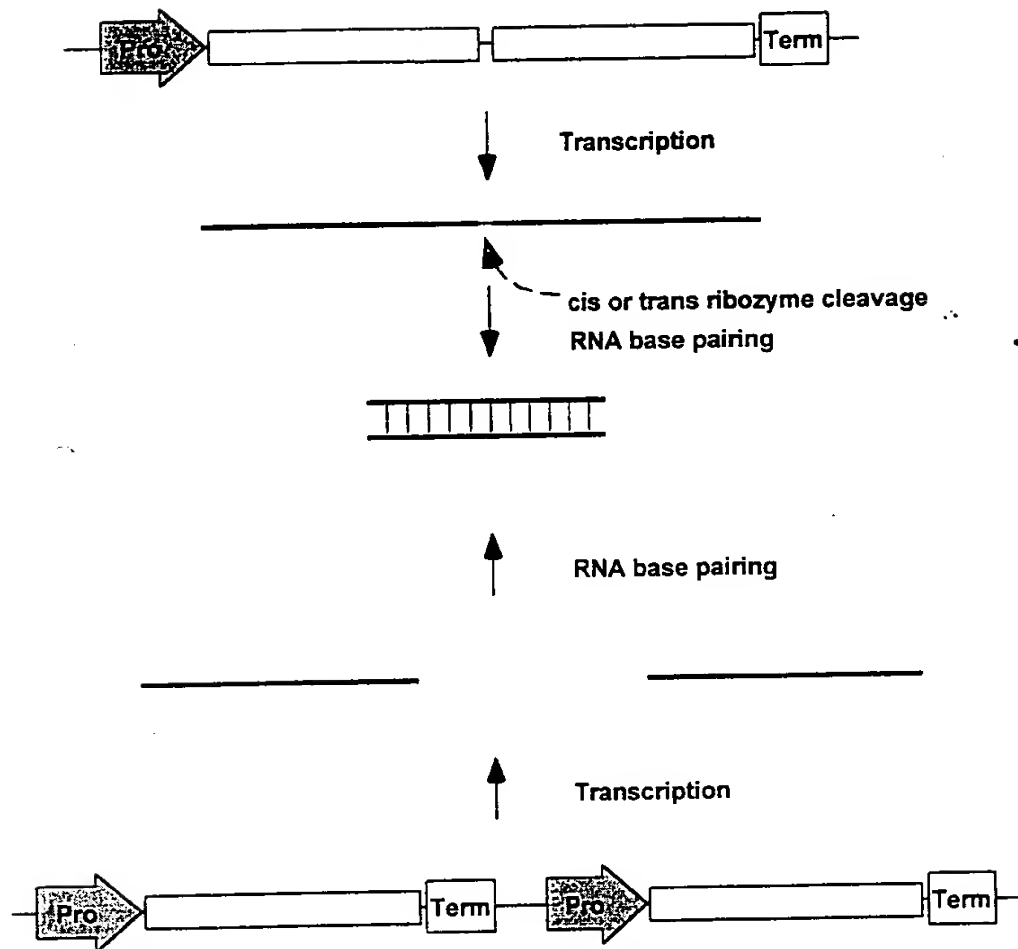 Pro Term
Transcription
cis or trans ribozyme cleavage
RNA base pairing
RNA base pairing
Transcription
Pro Term Pro Term